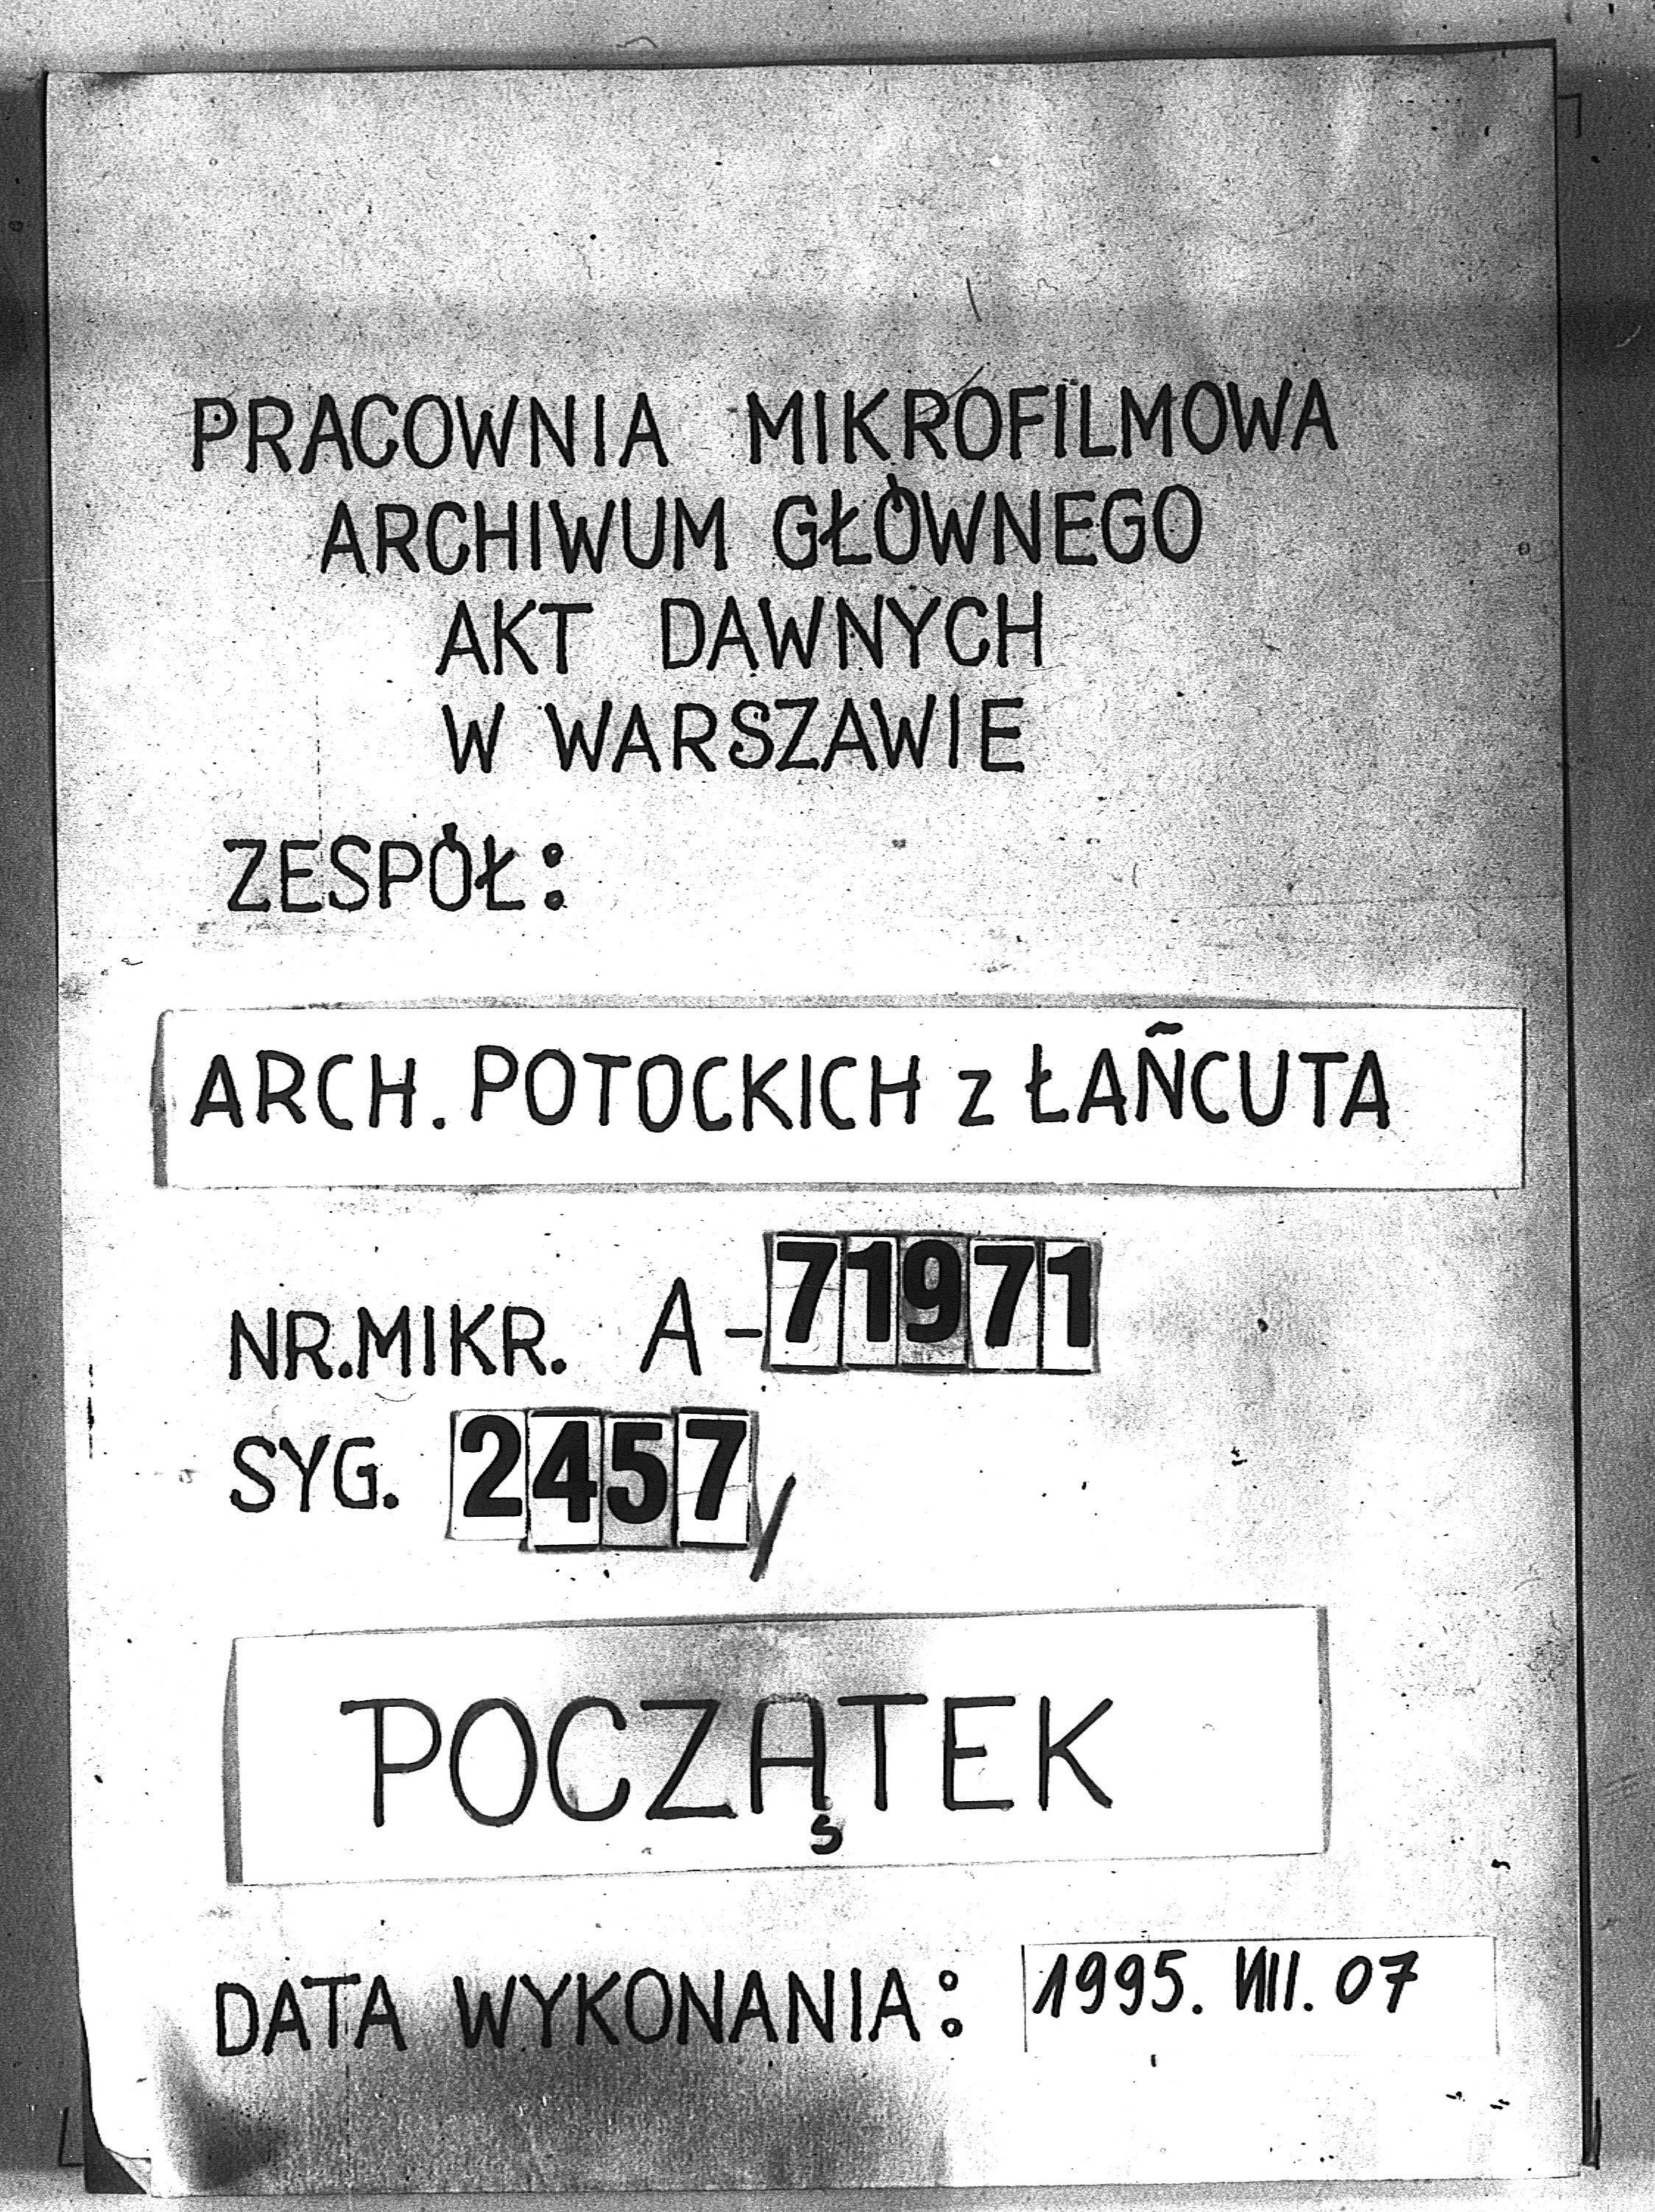 PRACOWNIA MIKROFILMOWA
ARCHIWUM GŁÓWNEGO
AKT DAWNYCH
W WARSZAWIE
ZESPÓŁ:
ARCH. POTOCKICH z ŁAŃCUTA
NR.MIKR. A-71971
SYG. 2457/
POCZĄTEK
DATA WYKONANIA: 1995. VIII. 07